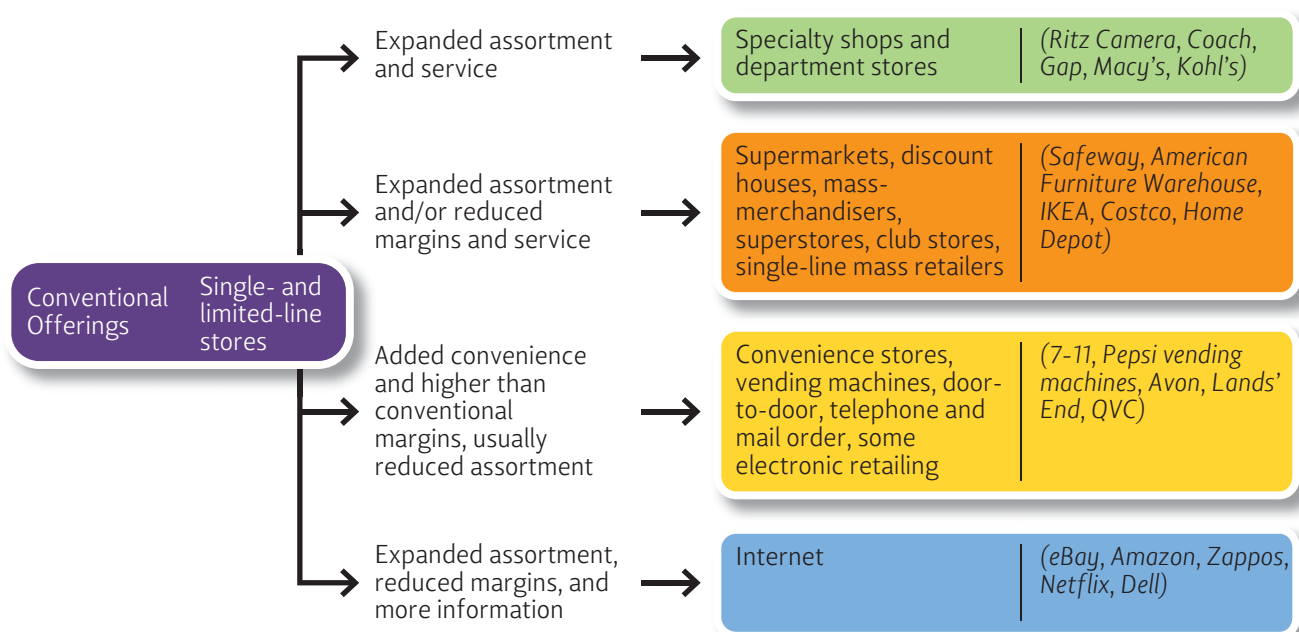 Expanded assortment
and service
Specialty shops and
department stores
(Ritz Camera, Coach,
Gap, Macy's, Kohl's)
Expanded assortment
and/or reduced
margins and service
Supermarkets, discount
houses, mass-
merchandisers,
superstores, club stores,
single-line mass retailers
(Safeway, American
Furniture Warehouse,
IKEA, Costco, Home
Depot)
Conventional
Offerings
Single- and
limited-line
stores
Added convenience
and higher than
conventional
margins, usually
reduced assortment
Convenience stores,
vending machines, door-
to-door, telephone and
mail order, some
electronic retailing
(7-11, Pepsi vending
machines, Avon, Lands'
End, QVC)
Expanded assortment,
reduced margins, and
more information
Internet
(eBay, Amazon, Zappos,
Netflix, Dell)